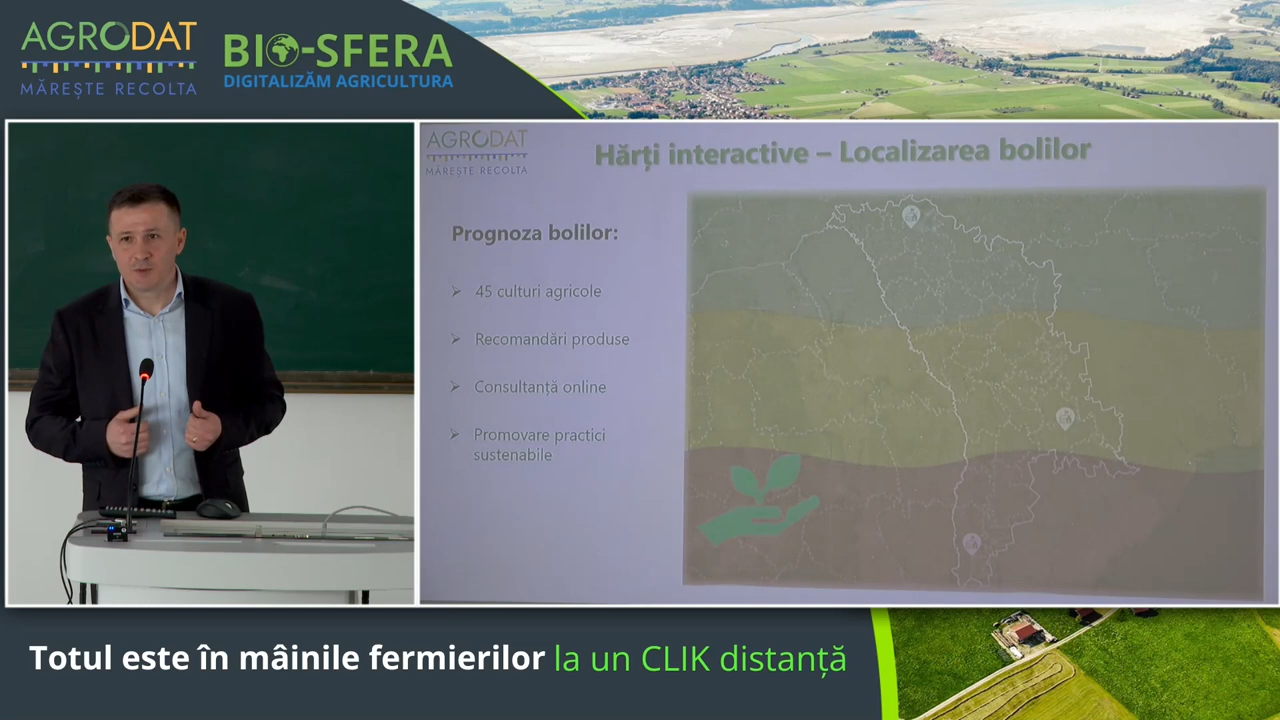 AGRODAT
MĂREȘTE RECOLTA
BIO-SFERA
DIGITALIZĂM AGRICULTURA
AGRODAT
MĂREȘTE RECOLTA
Hărți interactive – Localizarea bolilor
Prognoza bolilor:
➢ 45 culturi agricole
➢ Recomandări produse
➢ Consultanță online
➢ Promovare practici
sustenabile
Totul este în mâinile fermierilor la un CLIK distanță